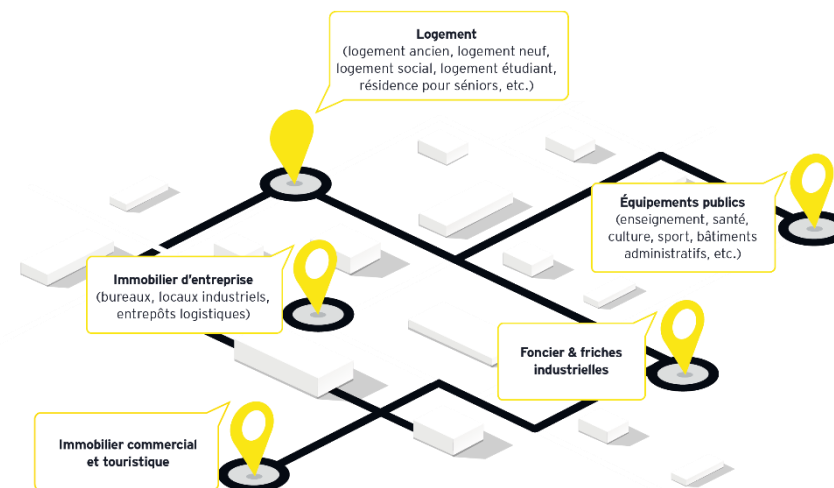 Logement
(logement ancien, logement neuf,
logement social, logement étudiant,
résidence pour séniors, etc.)
Équipements publics
(enseignement, santé,
culture, sport, bâtiments
administratifs, etc.)
Immobilier d'entreprise
(bureaux, locaux industriels,
entrepôts logistiques)
Foncier & friches
industrielles
Immobilier commercial
et touristique